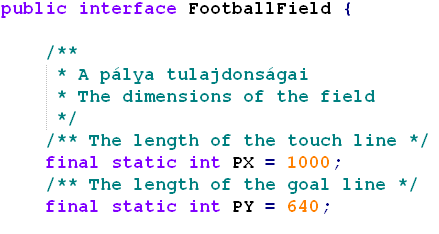 public interface FootballField {
/**
* A pálya tulajdonságai
* The dimensions of the field
*/
/** The length of the touch line */
final static int PX = 1000;
/** The length of the goal line */
final static int PY = 640;